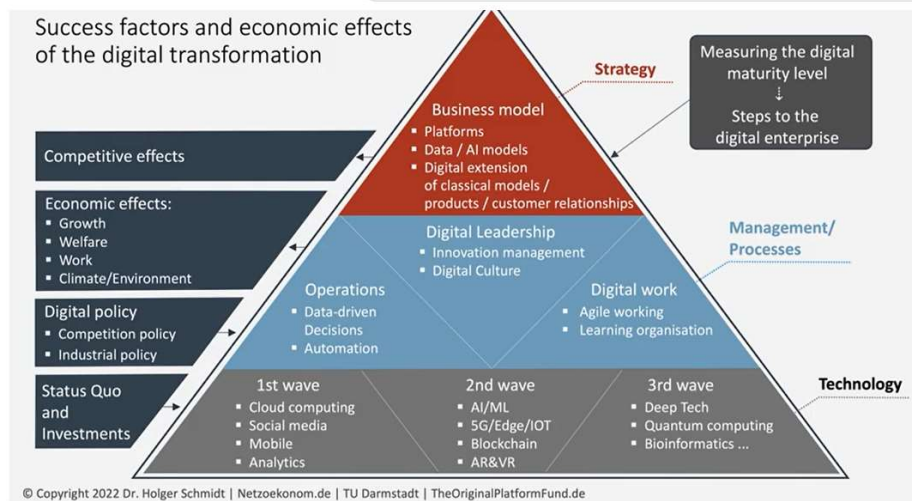 Success factors and economic effects
of the digital transformation
Strategy
Measuring the digital
maturity level
⇣
Steps to the
digital enterprise
Business model
▪ Platforms
▪ Data / AI models
▪ Digital extension
of classical models /
products / customer relationships
Competitive effects
Economic effects:
▪ Growth
▪ Welfare
▪ Work
▪ Climate/Environment
Digital policy
▪ Competition policy
▪ Industrial policy
Status Quo
and
Investments
Digital Leadership
▪ Innovation management
▪ Digital Culture
Management/
Processes
Operations
▪ Data-driven
Decisions
▪ Automation
Digital work
▪ Agile working
▪ Learning organisation
Technology
1st wave
▪ Cloud computing
▪ Social media
▪ Mobile
▪ Analytics
2nd wave
▪ AI/ML
▪ 5G/Edge/IOT
▪ Blockchain
▪ AR&VR
3rd wave
▪ Deep Tech
▪ Quantum computing
▪ Bioinformatics ...
© Copyright 2022 Dr. Holger Schmidt | Netzoekonom.de | TU Darmstadt | TheOriginalPlatformFund.de